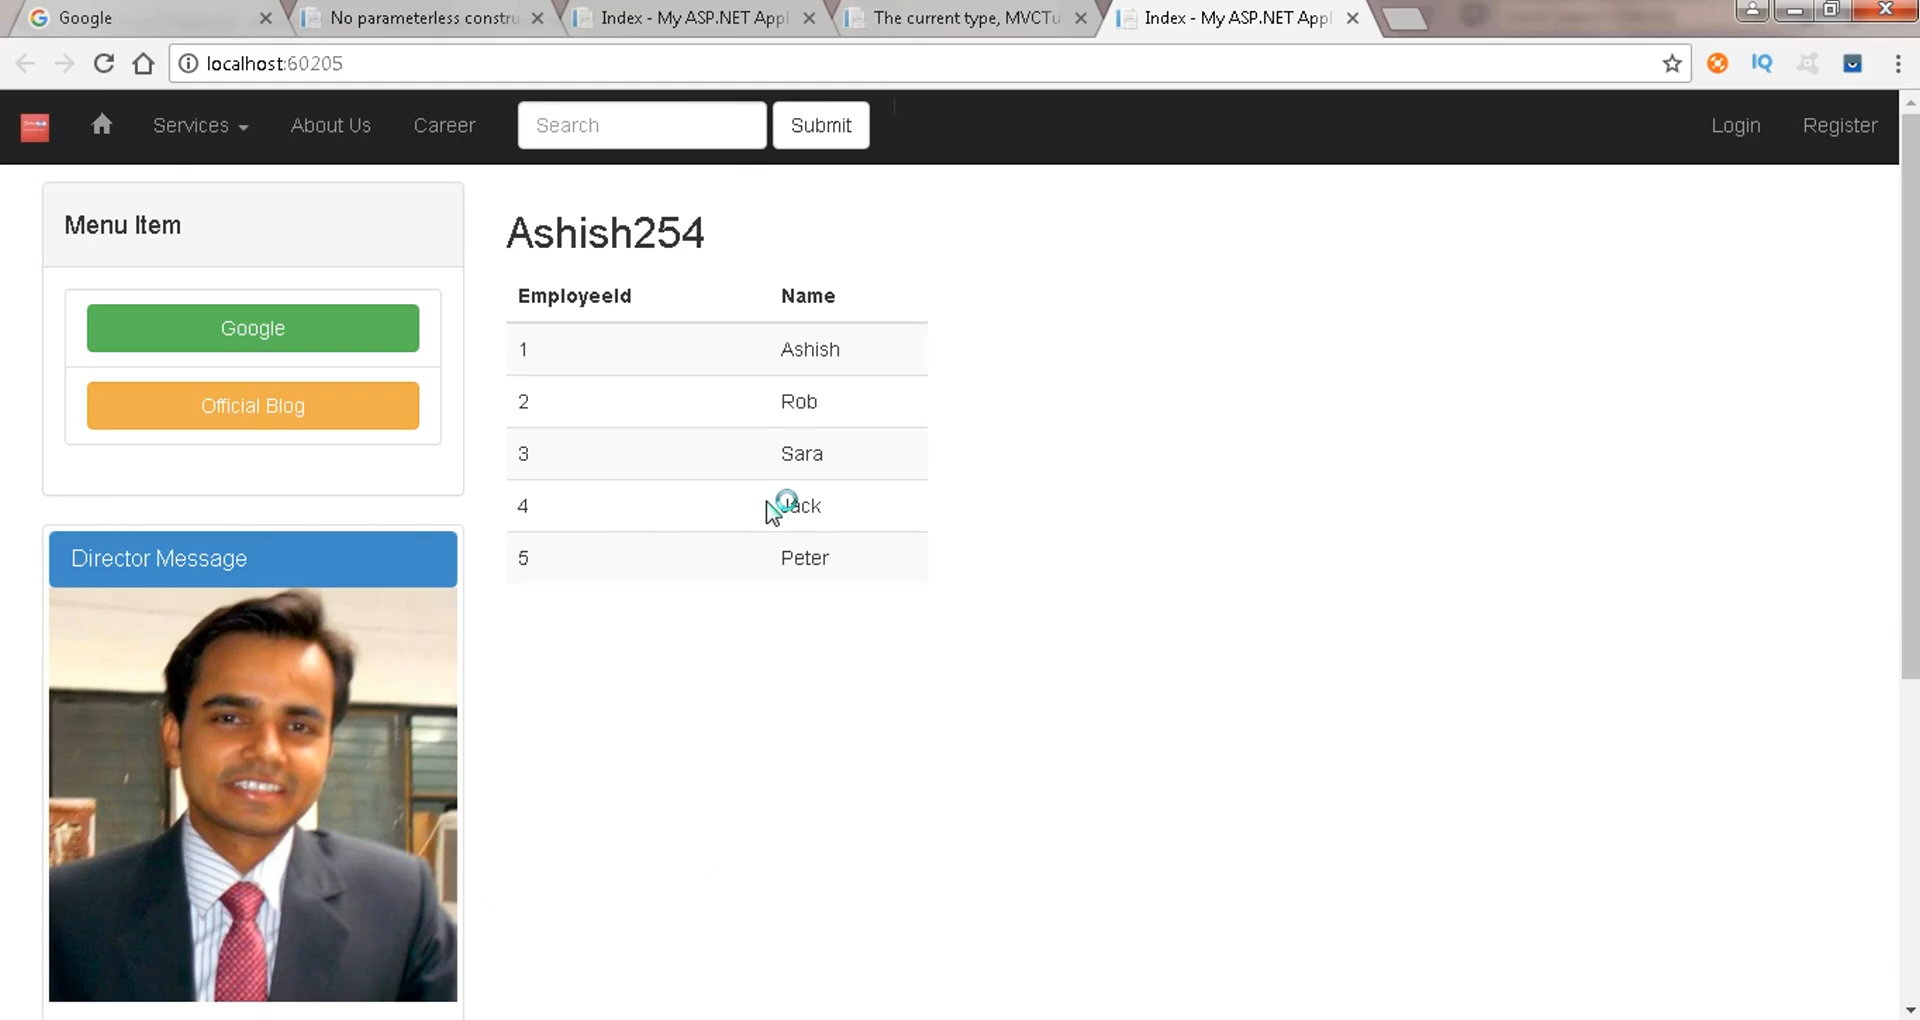 Google
No parameterless constru
Index - My ASP.NET Appl
The current type, MVCTu
Index - My ASP.NET Appl
localhost:60205
IQ
Services
About Us
Career
Search
Submit
Login
Register
Menu Item
Google
Official Blog
Director Message
Ashish254
EmployeeId Name
1 Ashish
2 Rob
3 Sara
4 Jack
5 Peter